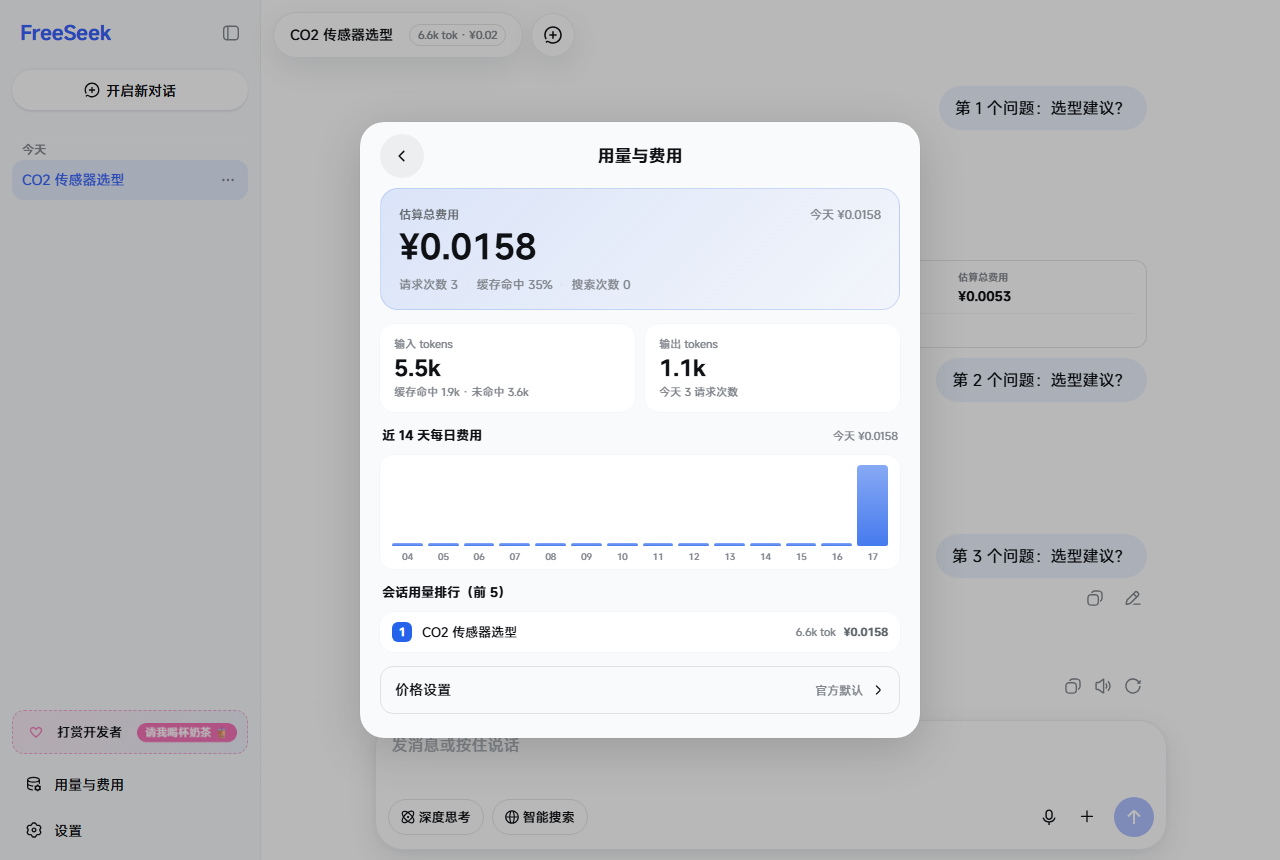 FreeSeek
开启新对话
今天
CO2 传感器选型
打赏开发者
请我喝杯奶茶
用量与费用
设置
CO2 传感器选型
6.6k tok · ¥0.02
第 1 个问题：选型建议？
估算总费用
¥0.0053
第 2 个问题：选型建议？
第 3 个问题：选型建议？
用量与费用
估算总费用
今天 ¥0.0158
¥0.0158
请求次数 3 · 缓存命中 35% · 搜索次数 0
输入 tokens
5.5k
缓存命中 1.9k · 未命中 3.6k
输出 tokens
1.1k
今天 3 请求次数
近 14 天每日费用
今天 ¥0.0158
04 05 06 07 08 09 10 11 12 13 14 15 16 17
会话用量排行（前 5）
1 CO2 传感器选型 6.6k tok ¥0.0158
价格设置 官方默认
发消息或按住说话
深度思考
智能搜索